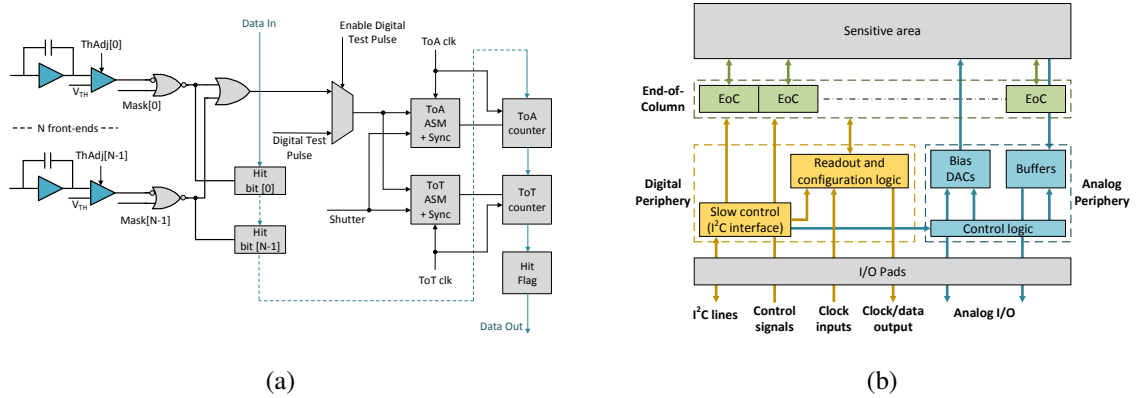 Data In
Enable Digital
Test Pulse
ToA clk
ThAdj[0]
V_TH
Mask[0]
N front-ends
ThAdj[N-1]
V_TH
Mask[N-1]
Digital Test
Pulse
Hit
bit [0]
Hit
bit [N-1]
Shutter
ToA
ASM
+ Sync
ToA
counter
ToT
ASM
+ Sync
ToT
counter
ToT clk
Hit
Flag
Data Out
(a)
Sensitive area
End-of-
Column
EoC
EoC
EoC
Digital
Periphery
Readout and
configuration logic
Slow control
(I²C interface)
Bias
DACs
Buffers
Control logic
Analog
Periphery
I/O Pads
I²C lines
Control
signals
Clock
inputs
Clock/data
output
Analog I/O
(b)